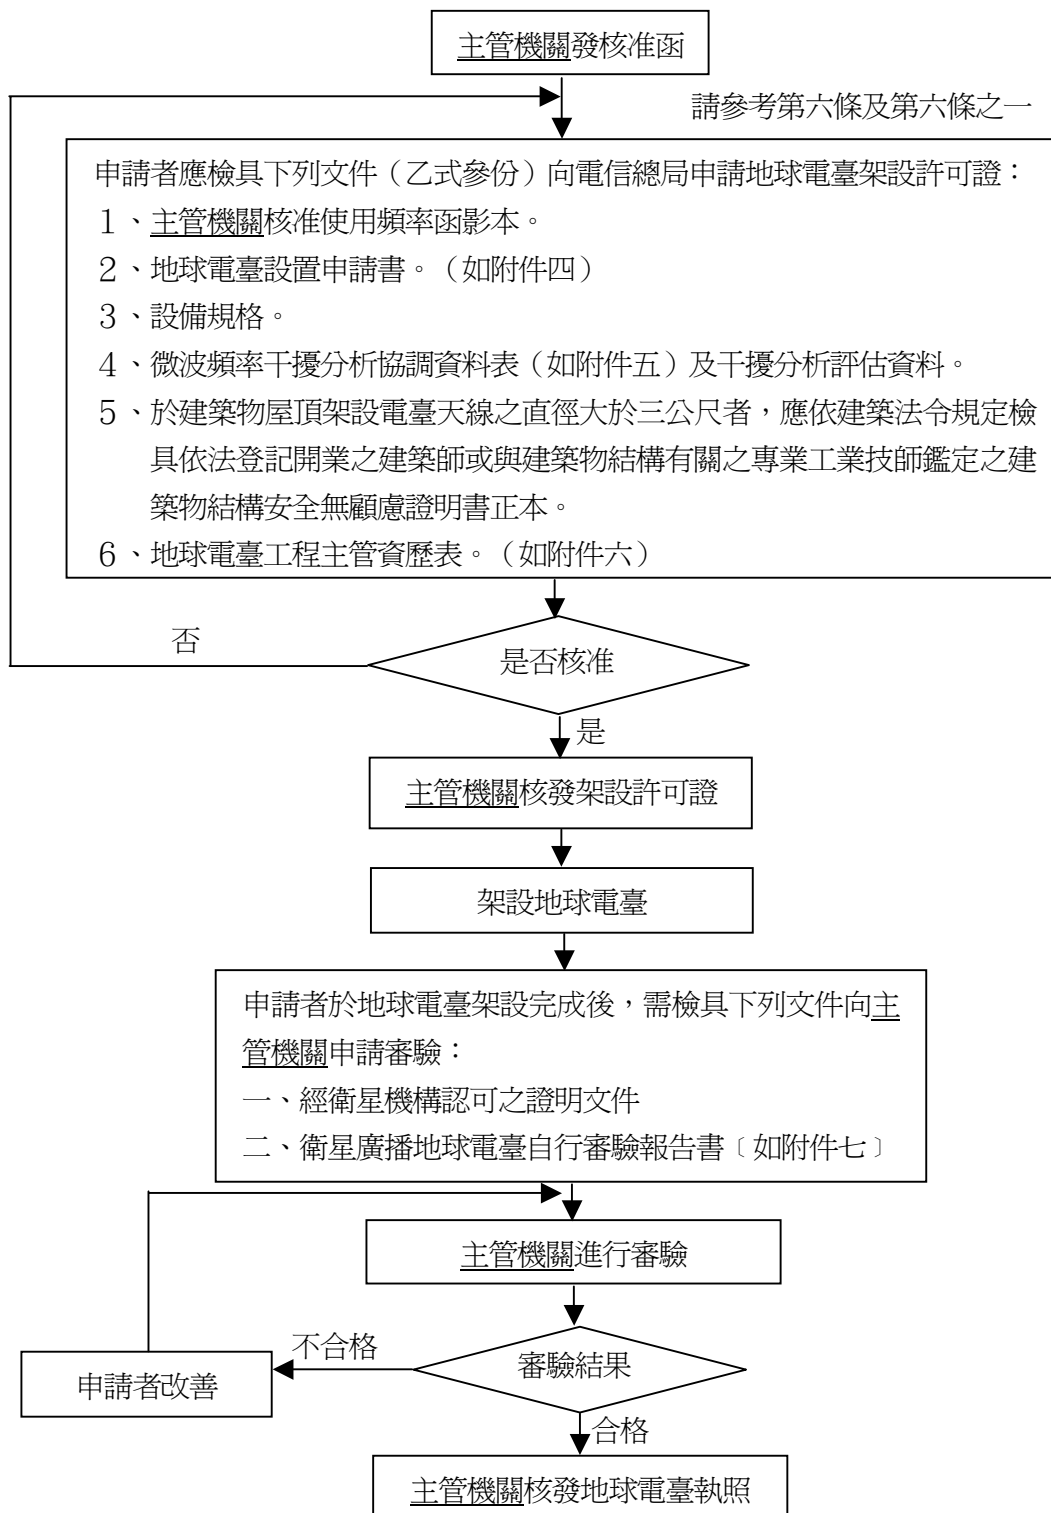 主管機關發核准函
請參考第六條及第六條之一
申請者應檢具下列文件（乙式參份）向電信總局申請地球電臺架設許可證：
１、主管機關核准使用頻率函影本。
２、地球電臺設置申請書。（如附件四）
３、設備規格。
４、微波頻率干擾分析協調資料表（如附件五）及干擾分析評估資料。
５、於建築物屋頂架設電臺天線之直徑大於三公尺者，應依建築法令規定檢
具依法登記開業之建築師或與建築物結構有關之專業工業技師鑑定之建
築物結構安全無顧慮證明書正本。
６、地球電臺工程主管資歷表。（如附件六）
否
是否核准
是
主管機關核發架設許可證
架設地球電臺
申請者於地球電臺架設完成後，需檢具下列文件向主
管機關申請審驗：
一、經衛星機構認可之證明文件
二、衛星廣播地球電臺自行審驗報告書﹝如附件七﹞
主管機關進行審驗
不合格
審驗結果
申請者改善
合格
主管機關核發地球電臺執照